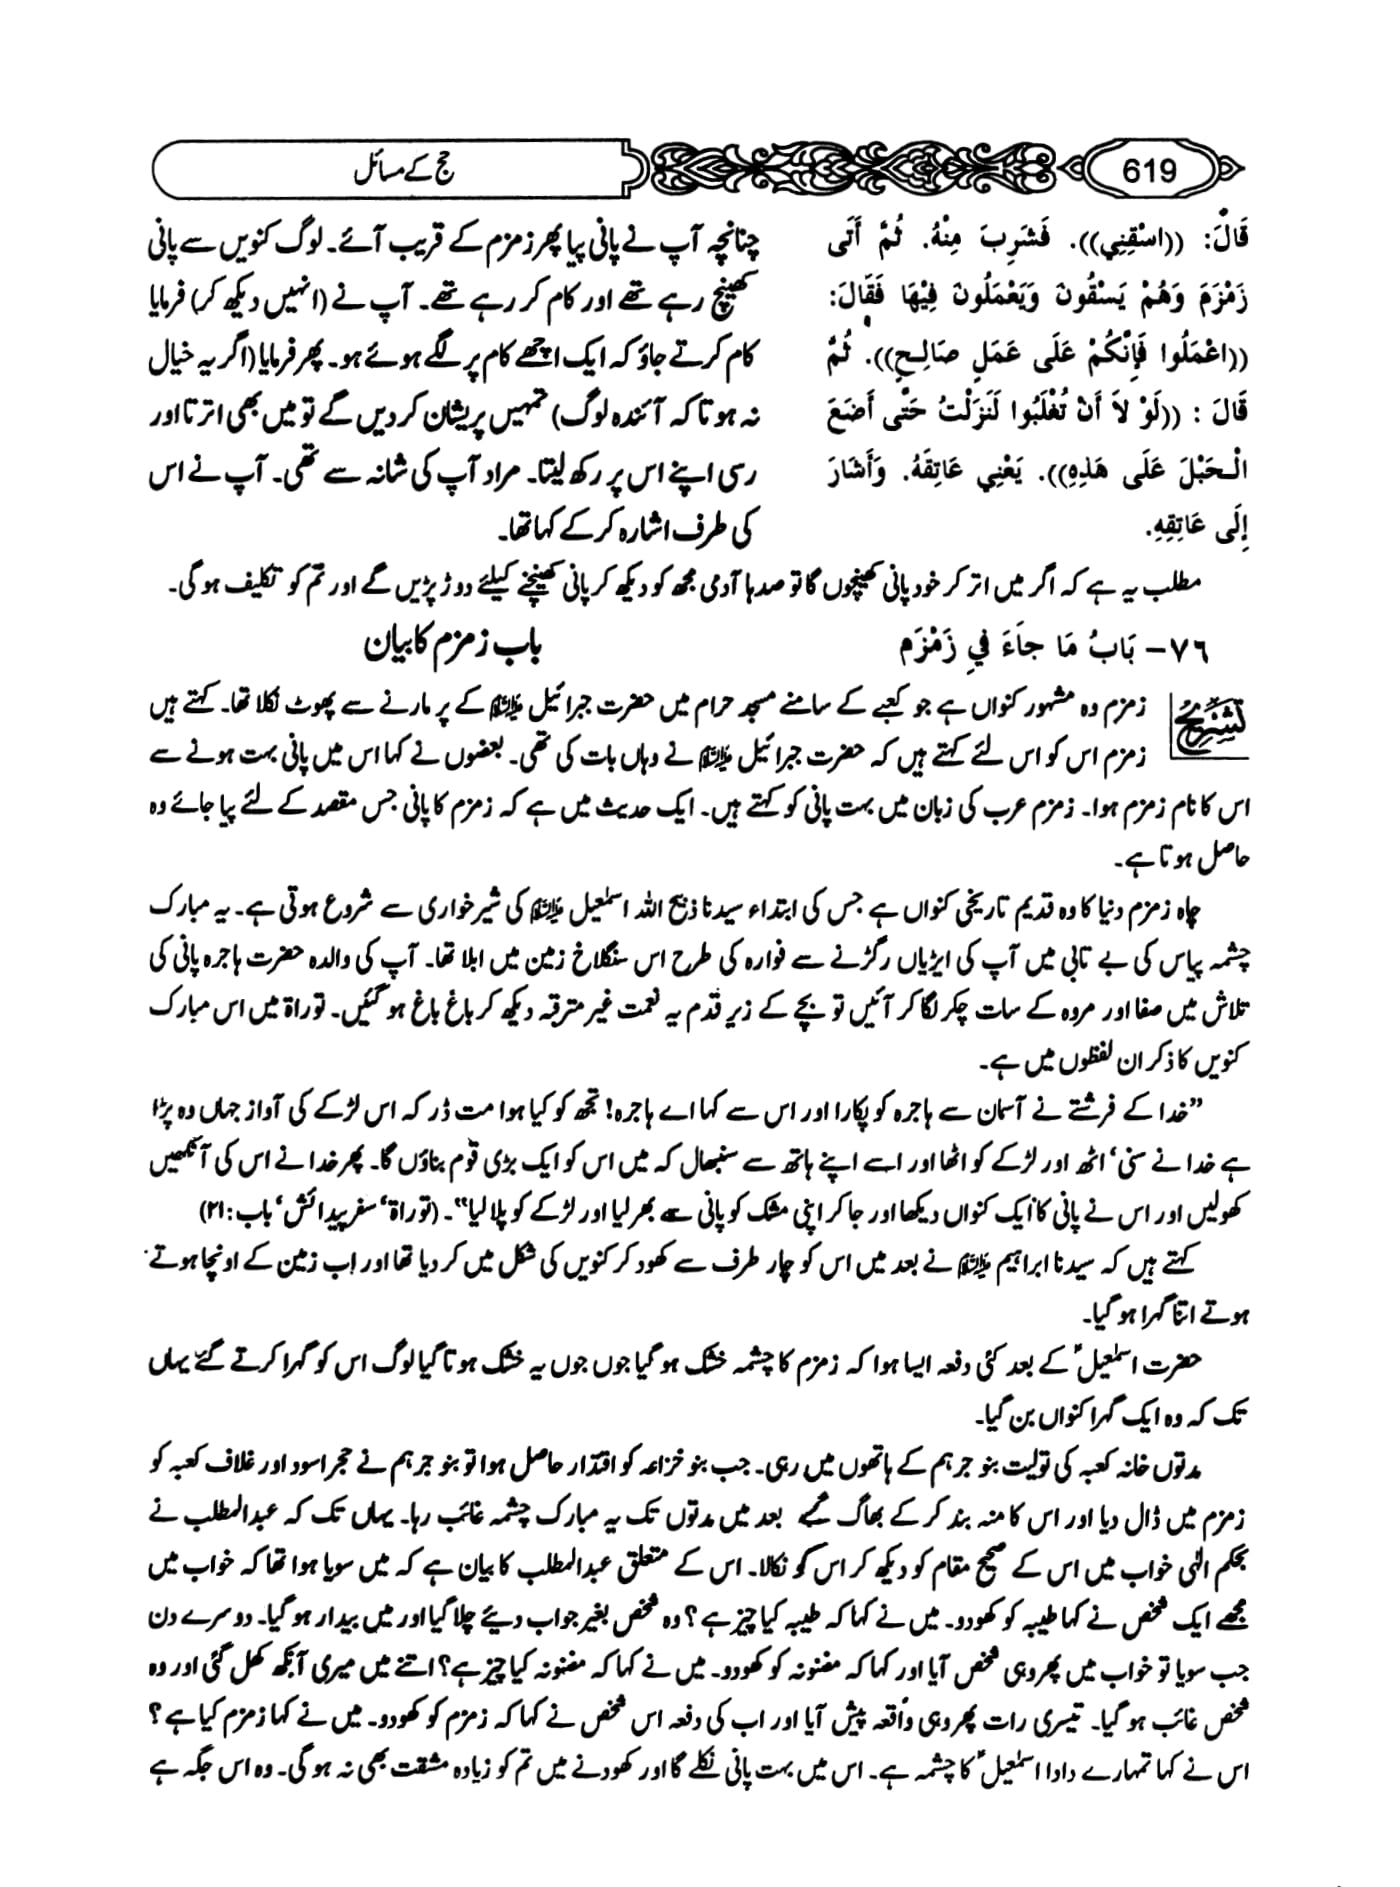 619
حج کے مسائل
قَالَ: ((اسْقِنِي)). فَشَرِبَ مِنْهُ. ثُمَّ أَتَى
زَمْزَمَ وَهُمْ يَسْقُونَ وَيَعْمَلُونَ فِيْهَا فَقَالَ:
((اعْمَلُوا فَإِنَّكُمْ عَلَى عَمَلٍ صَالِحٍ)). ثُمَّ
قَالَ : ((لَوْ لاَ أَنْ تُغْلَبُوا لَنَزَلْتُ حَتَّى أَضَعَ
الْحَبْلَ عَلَى هَذِهِ)). يَعْنِي عَاتِقَهُ. وَأَشَارَ
إِلَى عَاتِقِهِ.
چنانچہ آپ نے پانی پیا پھر زمزم کے قریب آئے۔ لوگ کنویں سے پانی
کھینچ رہے تھے اور کام کر رہے تھے۔ آپ نے (انہیں دیکھ کر) فرمایا
کام کرتے جاؤ کہ ایک اچھے کام پر لگے ہوئے ہو۔ پھر فرمایا (اگر یہ خیال
نہ ہوتا کہ آئندہ لوگ) تمہیں پریشان کر دیں گے تو میں بھی اترتا اور
رسی اپنے اس پر رکھ لیتا۔ مراد آپ کی شانہ سے تھی۔ آپ نے اس
کی طرف اشارہ کر کے کہا تھا۔
مطلب یہ ہے کہ اگر میں اتر کر خود پانی کھینچوں گا تو صدہا آدمی مجھ کو دیکھ کر پانی کھینچنے کیلئے دوڑ پڑیں گے اور تم کو تکلیف ہوگی۔
٧٦- بَابُ مَا جَاءَ فِي زَمْزَمَ
باب زمزم کا بیان
تشریح
زمزم وہ مشہور کنواں ہے جو کعبے کے سامنے مسجد حرام میں حضرت جبرائیل علیہ السلام کے پر مارنے سے پھوٹ نکلا تھا۔ کہتے ہیں
زمزم اس کو اس لئے کہتے ہیں کہ حضرت جبرائیل علیہ السلام نے وہاں بات کی تھی۔ بعضوں نے کہا اس میں پانی بہت ہونے سے
اس کا نام زمزم ہوا۔ زمزم عرب کی زبان میں بہت پانی کو کہتے ہیں۔ ایک حدیث میں ہے کہ زمزم کا پانی جس مقصد کے لئے پیا جائے وہ
حاصل ہوتا ہے۔
چاہ زمزم دنیا کا وہ قدیم تاریخی کنواں ہے جس کی ابتداء سیدنا ذبیح اللہ اسمٰعیل علیہ السلام کی شیر خواری سے شروع ہوتی ہے۔ یہ مبارک
چشمہ پیاس کی بے تابی میں آپ کی ایڑیاں رگڑنے سے فوارہ کی طرح اس سنگلاخ زمین میں ابلا تھا۔ آپ کی والدہ حضرت ہاجرہ پانی کی
تلاش میں صفا اور مروہ کے سات چکر لگا کر آئیں تو بچے کے زیر قدم یہ نعمت غیر مترقبہ دیکھ کر باغ باغ ہو گئیں۔ توراۃ میں اس مبارک
کنویں کا ذکر ان لفظوں میں ہے۔
”خدا کے فرشتے نے آسمان سے ہاجرہ کو پکارا اور اس سے کہا اے ہاجرہ! تجھ کو کیا ہوا مت ڈر کہ اس لڑکے کی آواز جہاں وہ پڑا
ہے خدا نے سنی‘ اٹھ اور لڑکے کو اٹھا اور اسے اپنے ہاتھ سے سنبھال کہ میں اس کو ایک بڑی قوم بناؤں گا۔ پھر خدا نے اس کی آنکھیں
کھولیں اور اس نے پانی کا ایک کنواں دیکھا اور جا کر اپنی مشک کو پانی سے بھر لیا اور لڑکے کو پلا لیا“۔ (توراۃ‘ سفر پیدائش‘ باب:۲۱)
کہتے ہیں کہ سیدنا ابراہیم علیہ السلام نے بعد میں اس کو چار طرف سے کھود کر کنویں کی شکل میں کر دیا تھا اور اب زمین کے اونچا ہوتے
ہوتے اتنا گہرا ہو گیا۔
حضرت اسمٰعیلؑ کے بعد کئی دفعہ ایسا ہوا کہ زمزم کا چشمہ خشک ہو گیا جوں جوں یہ خشک ہوتا گیا لوگ اس کو گہرا کرتے گئے یہاں
تک کہ وہ ایک گہرا کنواں بن گیا۔
مدتوں خانہ کعبہ کی تولیت بنو جرہم کے ہاتھوں میں رہی۔ جب بنو خزاعہ کو اقتدار حاصل ہوا تو بنو جرہم نے حجر اسود اور غلاف کعبہ کو
زمزم میں ڈال دیا اور اس کا منہ بند کر کے بھاگ گئے بعد میں مدتوں تک یہ مبارک چشمہ غائب رہا۔ یہاں تک کہ عبدالمطلب نے
بحکم الٰہی خواب میں اس کے صحیح مقام کو دیکھ کر اس کو نکالا۔ اس کے متعلق عبدالمطلب کا بیان ہے کہ میں سویا ہوا تھا کہ خواب میں
مجھے ایک شخص نے کہا طیبہ کو کھودو۔ میں نے کہا کہ طیبہ کیا چیز ہے؟ وہ شخص بغیر جواب دیئے چلا گیا اور میں بیدار ہو گیا۔ دوسرے دن
جب سویا تو خواب میں پھر وہی شخص آیا اور کہا کہ مضنونہ کو کھودو۔ میں نے کہا کہ مضنونہ کیا چیز ہے؟ اتنے میں میری آنکھ کھل گئی اور وہ
شخص غائب ہو گیا۔ تیسری رات پھر وہی واقعہ پیش آیا اور اب کی دفعہ اس شخص نے کہا کہ زمزم کو کھودو۔ میں نے کہا زمزم کیا ہے؟
اس نے کہا تمہارے دادا اسمٰعیلؑ کا چشمہ ہے۔ اس میں بہت پانی نکلے گا اور کھودنے میں تم کو زیادہ مشقت بھی نہ ہو گی۔ وہ اس جگہ ہے